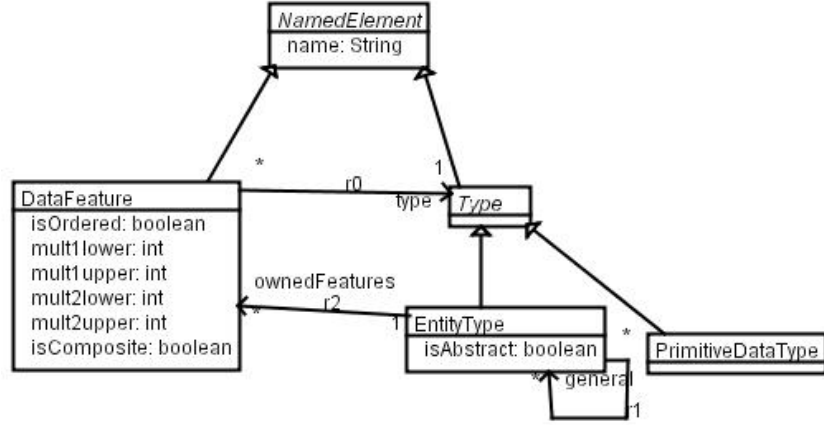 NamedElement
name: String
*
1
r0
type
Type
DataFeature
isOrdered: boolean
mult1lower: int
mult1upper: int
mult2lower: int
mult2upper: int
isComposite: boolean
ownedFeatures
r2
*
1
EntityType
isAbstract: boolean
*
PrimitiveDataType
*
general
r1